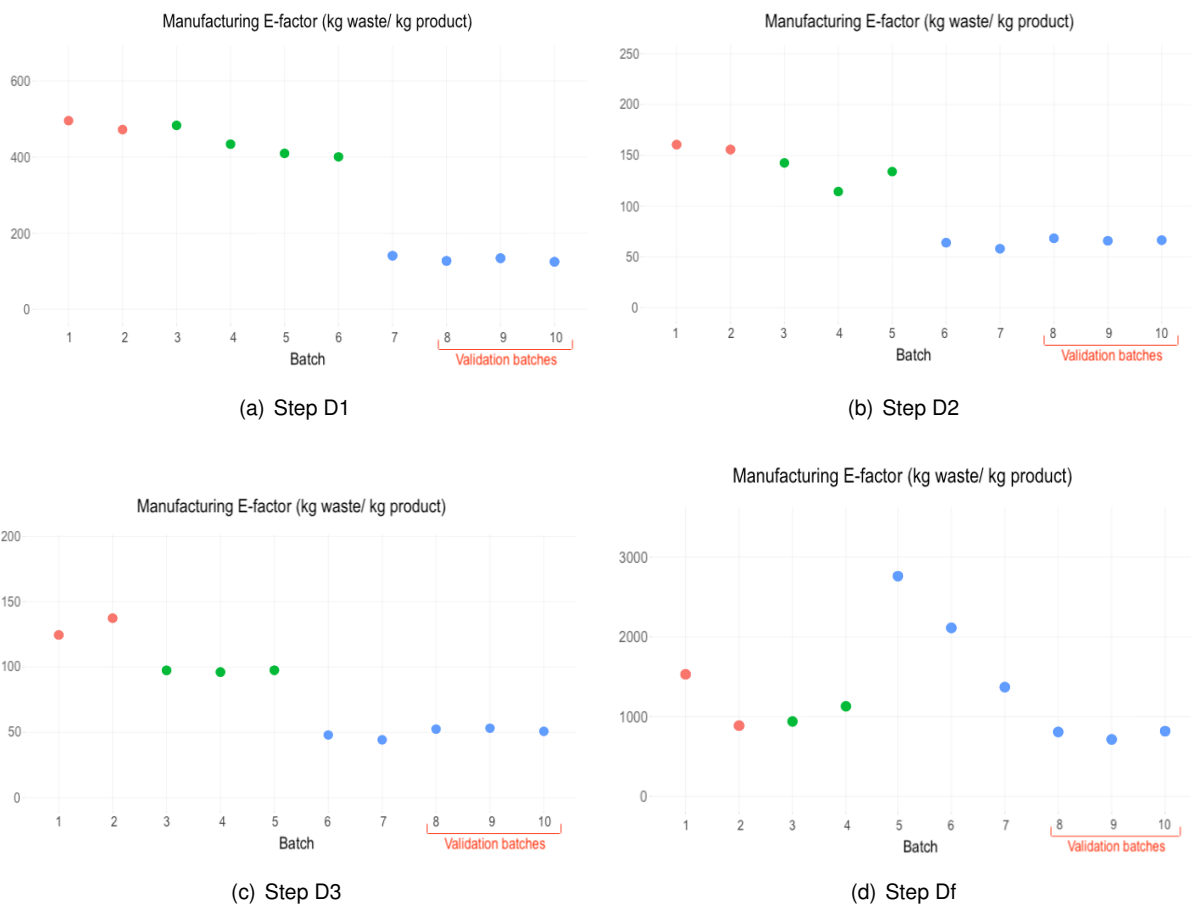 Manufacturing E-factor (kg waste/ kg product)
600
400
200
0
1 2 3 4 5 6 7 8 9 10
Batch
Validation batches
(a) Step D1
Manufacturing E-factor (kg waste/ kg product)
250
200
150
100
50
0
1 2 3 4 5 6 7 8 9 10
Batch
Validation batches
(b) Step D2
Manufacturing E-factor (kg waste/ kg product)
200
150
100
50
0
1 2 3 4 5 6 7 8 9 10
Batch
Validation batches
(c) Step D3
Manufacturing E-factor (kg waste/ kg product)
3000
2000
1000
0
1 2 3 4 5 6 7 8 9 10
Batch
Validation batches
(d) Step Df